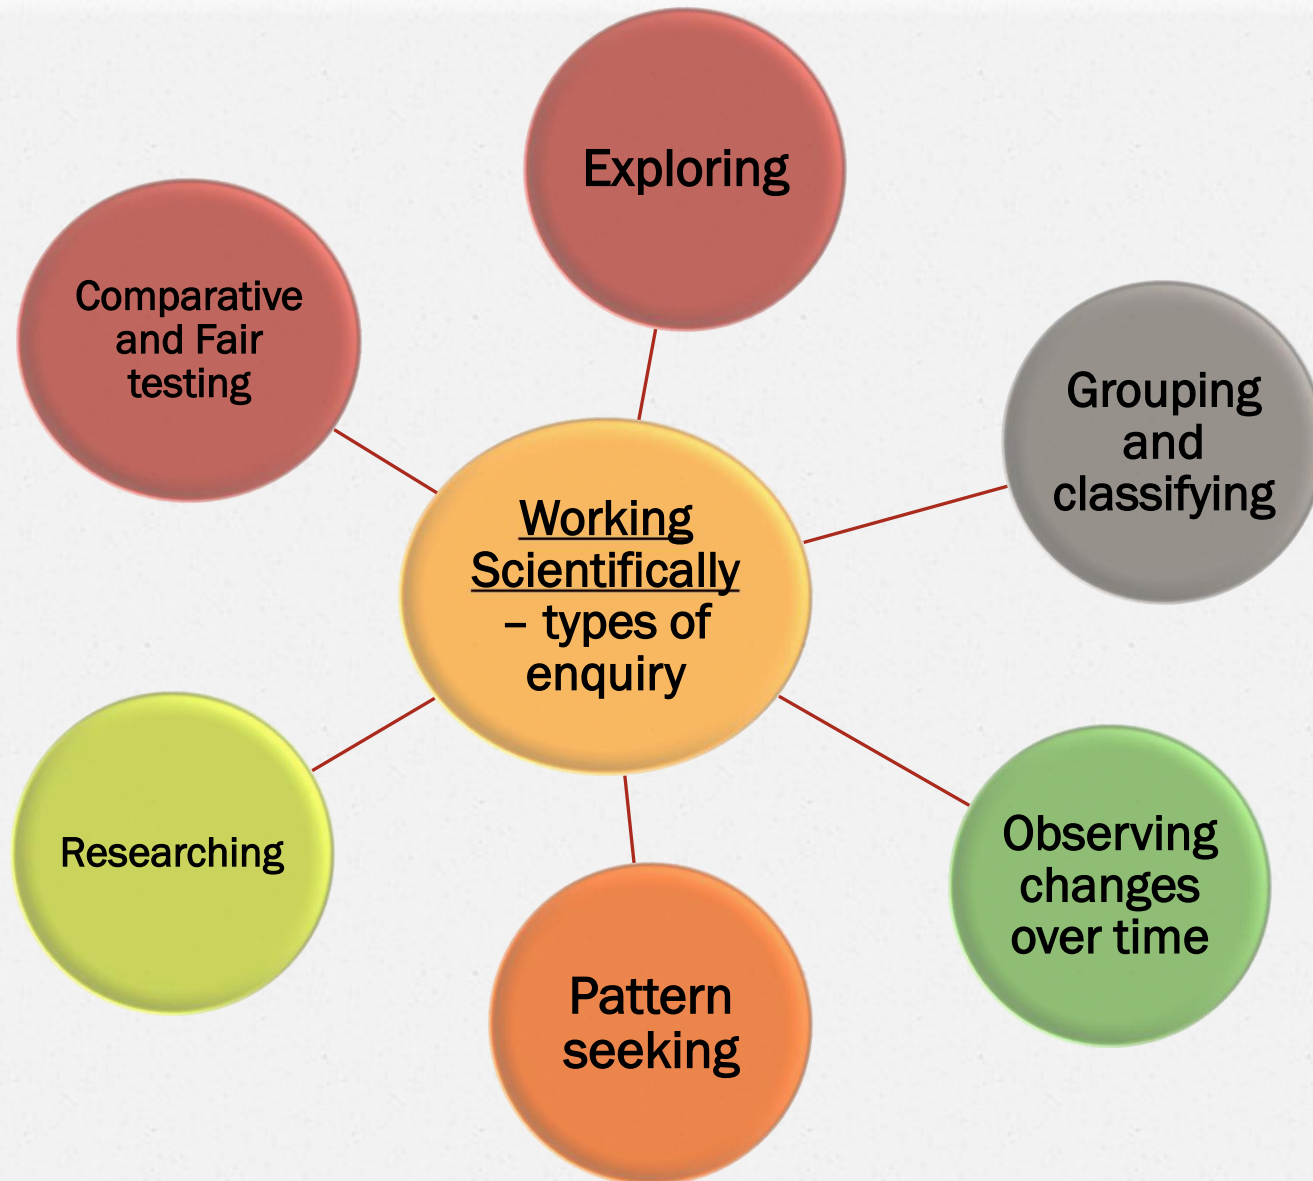 Exploring
Comparative
and Fair
testing
Grouping
and
classifying
Working
Scientifically
– types of
enquiry
Researching
Observing
changes
over time
Pattern
seeking